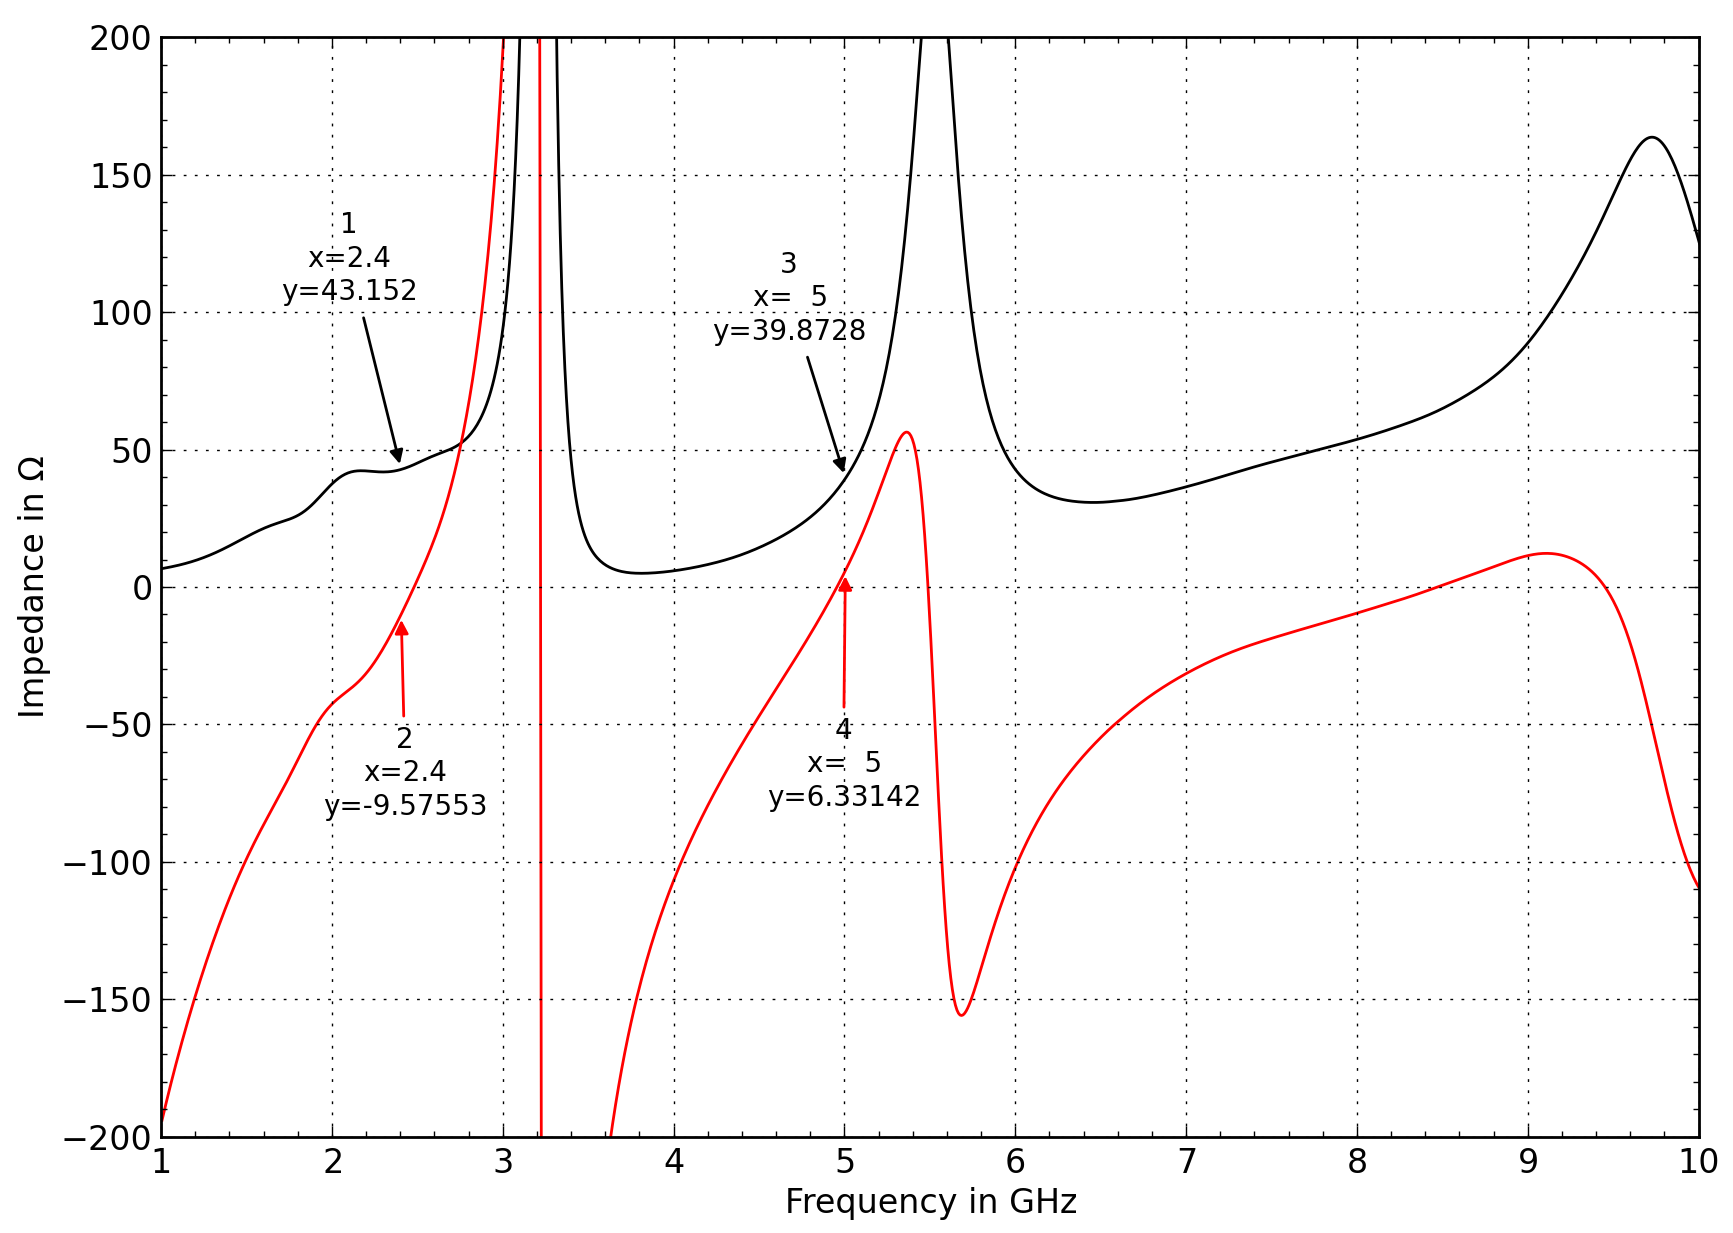 200
150
100
50
0
−50
−100
−150
−200
Impedance in Ω
1
x=2.4
y=43.152
3
x= 5
y=39.8728
2
x=2.4
y=-9.57553
4
x= 5
y=6.33142
1 2 3 4 5 6 7 8 9 10
Frequency in GHz